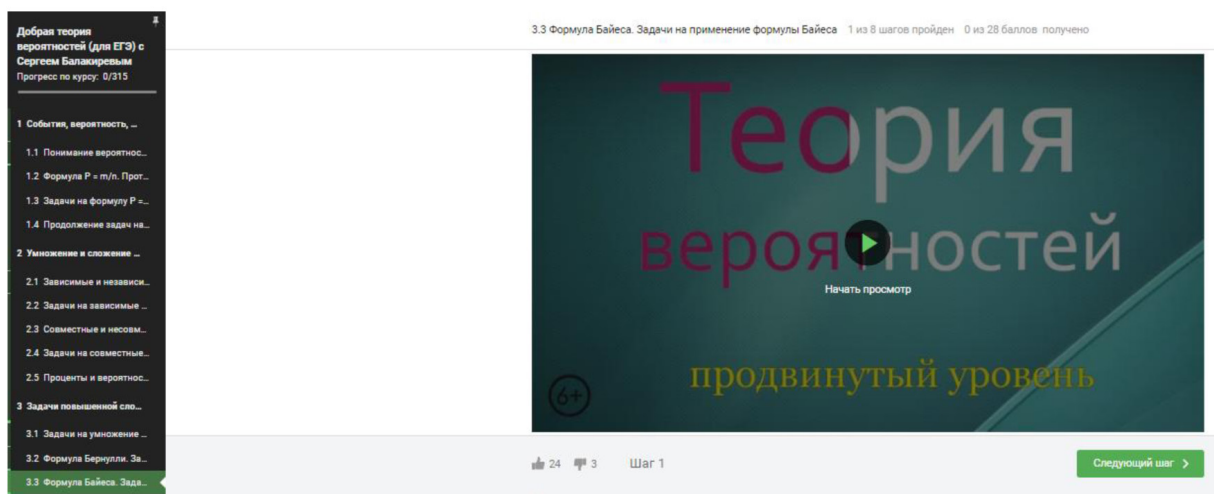 Добрая теория
вероятностей (для ЕГЭ) с
Сергеем Балакиревым
Прогресс по курсу: 0/315
1 События, вероятность, ...
1.1 Понимание вероятнос...
1.2 Формула P = m/n. Прот...
1.3 Задачи на формулу P =...
1.4 Продолжение задач на...
2 Умножение и сложение ...
2.1 Зависимые и независи...
2.2 Задачи на зависимые ...
2.3 Совместные и несовм...
2.4 Задачи на совместные...
2.5 Проценты и вероятнос...
3 Задачи повышенной сло...
3.1 Задачи на умножение ...
3.2 Формула Бернулли. За...
3.3 Формула Байеса. Зада...
3.3 Формула Байеса. Задачи на применение формулы Байеса 1 из 8 шагов пройден 0 из 28 баллов получено
Теория
вероятностей
Начать просмотр
продвинутый уровень
6+
24 3 Шаг 1
Следующий шаг